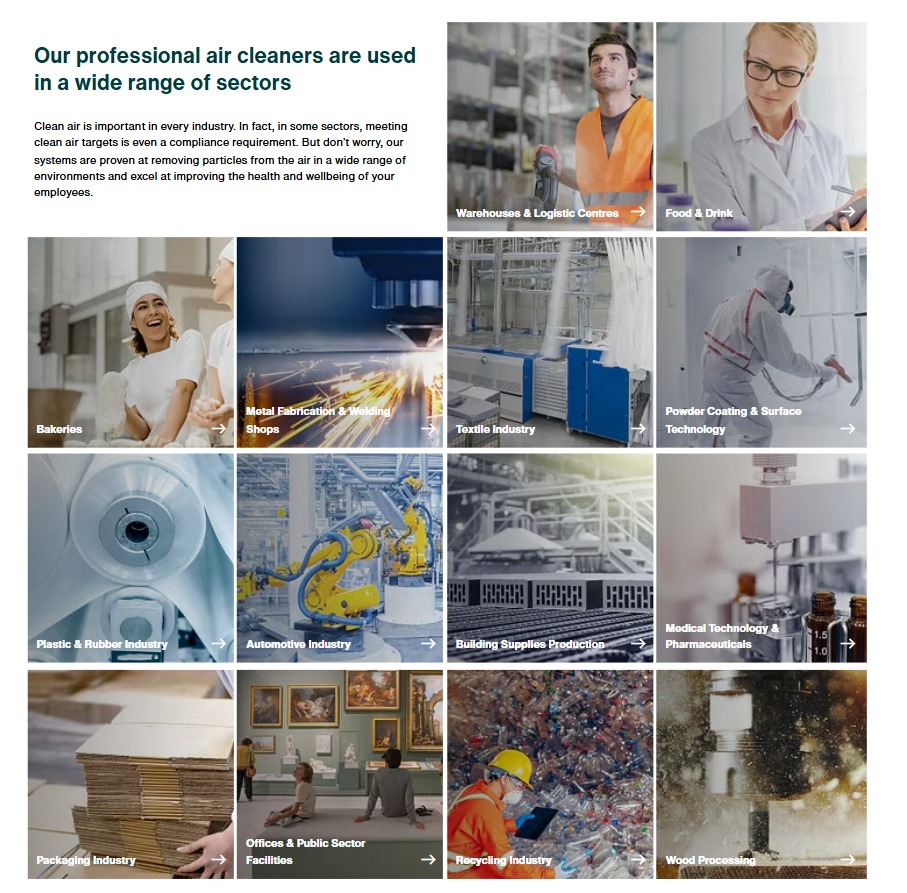 Our professional air cleaners are used
in a wide range of sectors
Clean air is important in every industry. In fact, in some sectors, meeting
clean air targets is even a compliance requirement. But don't worry, our
systems are proven at removing particles from the air in a wide range of
environments and excel at improving the health and wellbeing of your
employees.
Warehouses & Logistic Centres
Food & Drink
Bakeries
Metal Fabrication & Welding
Shops
Textile Industry
Powder Coating & Surface
Technology
Plastic & Rubber Industry
Automotive Industry
Building Supplies Production
Medical Technology &
Pharmaceuticals
1.5
1.0
Packaging Industry
Offices & Public Sector
Facilities
Recycling Industry
Wood Processing